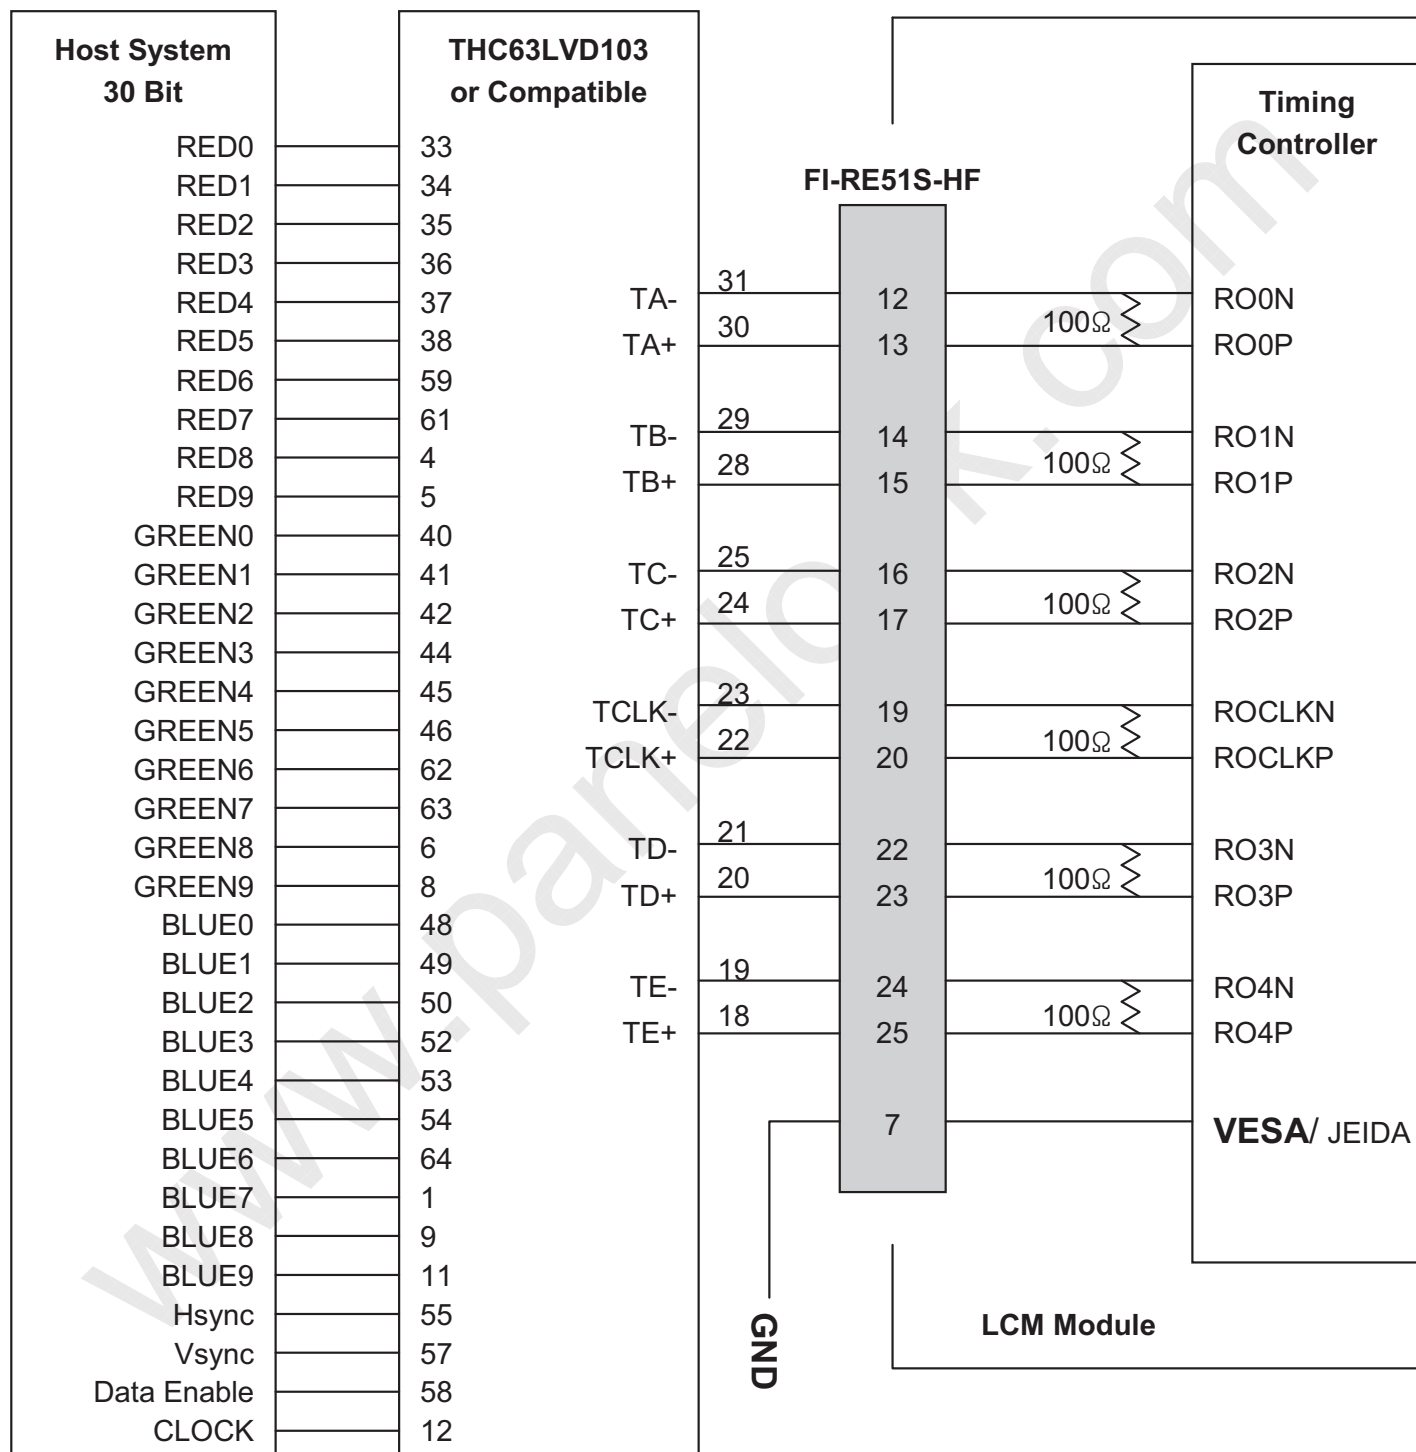 Host System
30 Bit
RED0 33
RED1 34
RED2 35
RED3 36
RED4 37
RED5 38
RED6 59
RED7 61
RED8 4
RED9 5
GREEN0 40
GREEN1 41
GREEN2 42
GREEN3 44
GREEN4 45
GREEN5 46
GREEN6 62
GREEN7 63
GREEN8 6
GREEN9 8
BLUE0 48
BLUE1 49
BLUE2 50
BLUE3 52
BLUE4 53
BLUE5 54
BLUE6 64
BLUE7 1
BLUE8 9
BLUE9 11
Hsync 55
Vsync 57
Data Enable 58
CLOCK 12
THC63LVD103
or Compatible
TA- 31
TA+ 30
TB- 29
TB+ 28
TC- 25
TC+ 24
TCLK- 23
TCLK+ 22
TD- 21
TD+ 20
TE- 19
TE+ 18
GND
FI-RE51S-HF
12
13
14
15
16
17
19
20
22
23
24
25
7
100Ω
100Ω
100Ω
100Ω
100Ω
100Ω
Timing
Controller
RO0N
RO0P
RO1N
RO1P
RO2N
RO2P
ROCLKN
ROCLKP
RO3N
RO3P
RO4N
RO4P
VESA/ JEIDA
LCM Module